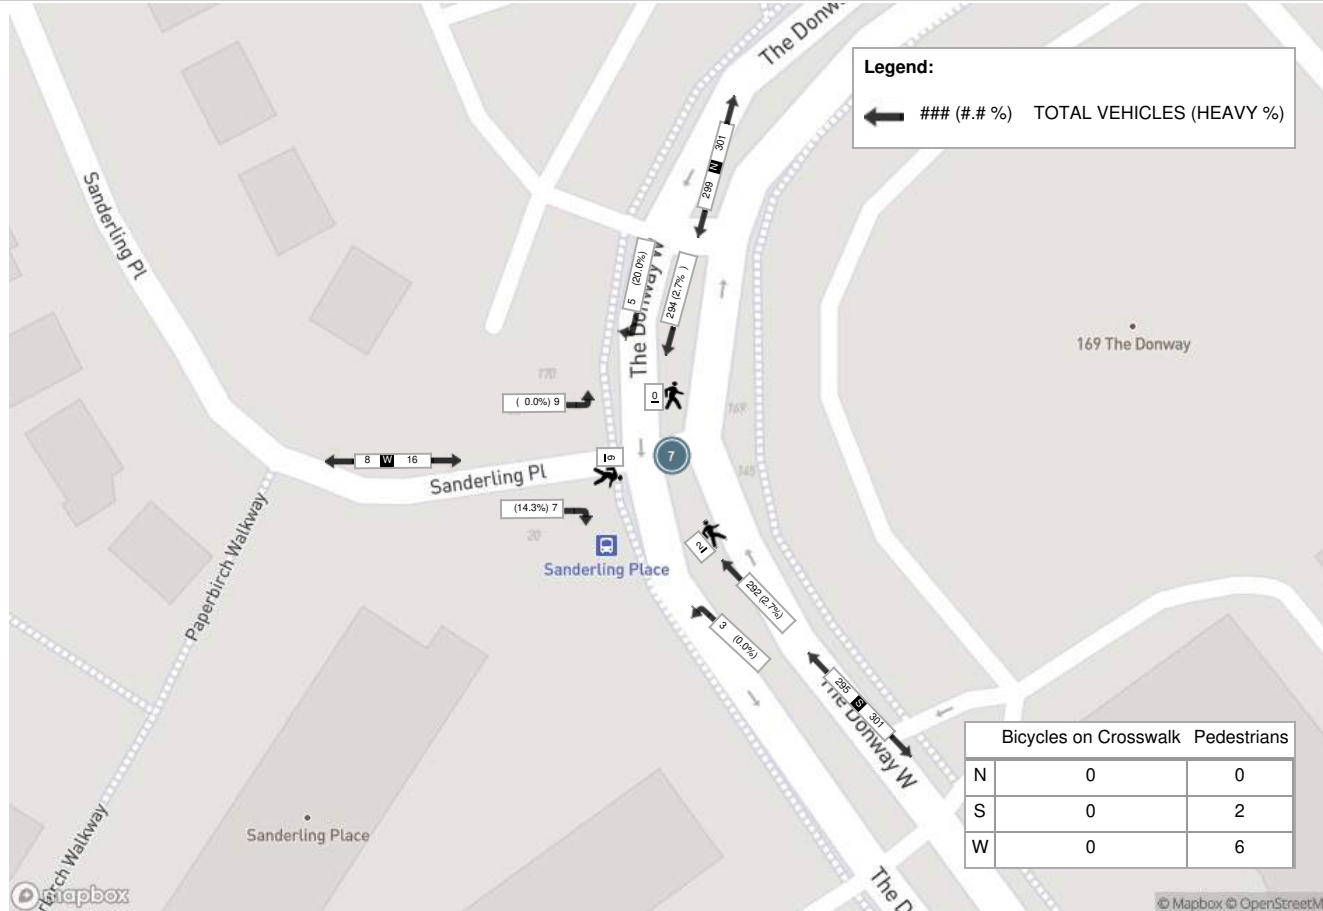 The Donw
Legend:
### (#.# %) TOTAL VEHICLES (HEAVY %)
299 N 301
Sanderling Pl
5 (20.0%)
The Donway W
294 (2.7% )
169 The Donway
170
( 0.0%) 9
0
169
8 W 16
Sanderling Pl
6
7
145
(14.3%) 7
20
2
Sanderling Place
Paperbirch Walkway
292 (2.7%)
3 (0.0%)
295 S 301
The Donway W
Bicycles on Crosswalk Pedestrians
N 0 0
S 0 2
W 0 6
Sanderling Place
rbirch Walkway
The D
mapbox
© Mapbox © OpenStreetM